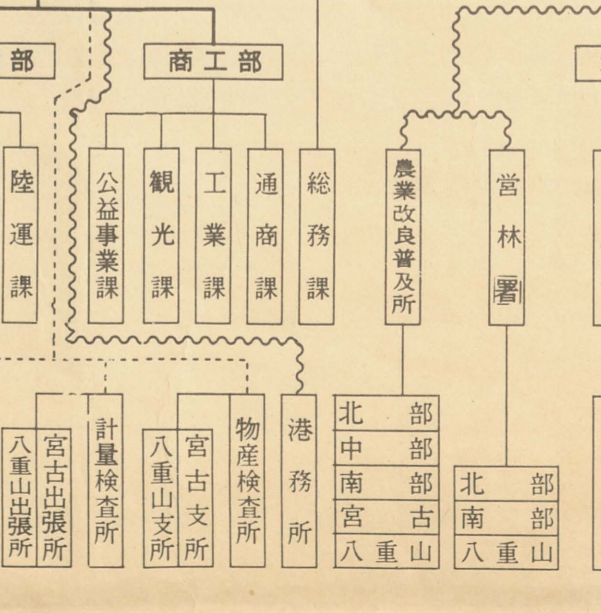 部
商工部
総務課
通商課
工業課
観光課
公益事業課
陸運課
農業改良普及所
営林署
北部
中部
南部
宮古
八重山
北部
南部
八重山
港務所
物産検査所
宮古支所
八重山支所
計量検査所
宮古出張所
八重山出張所